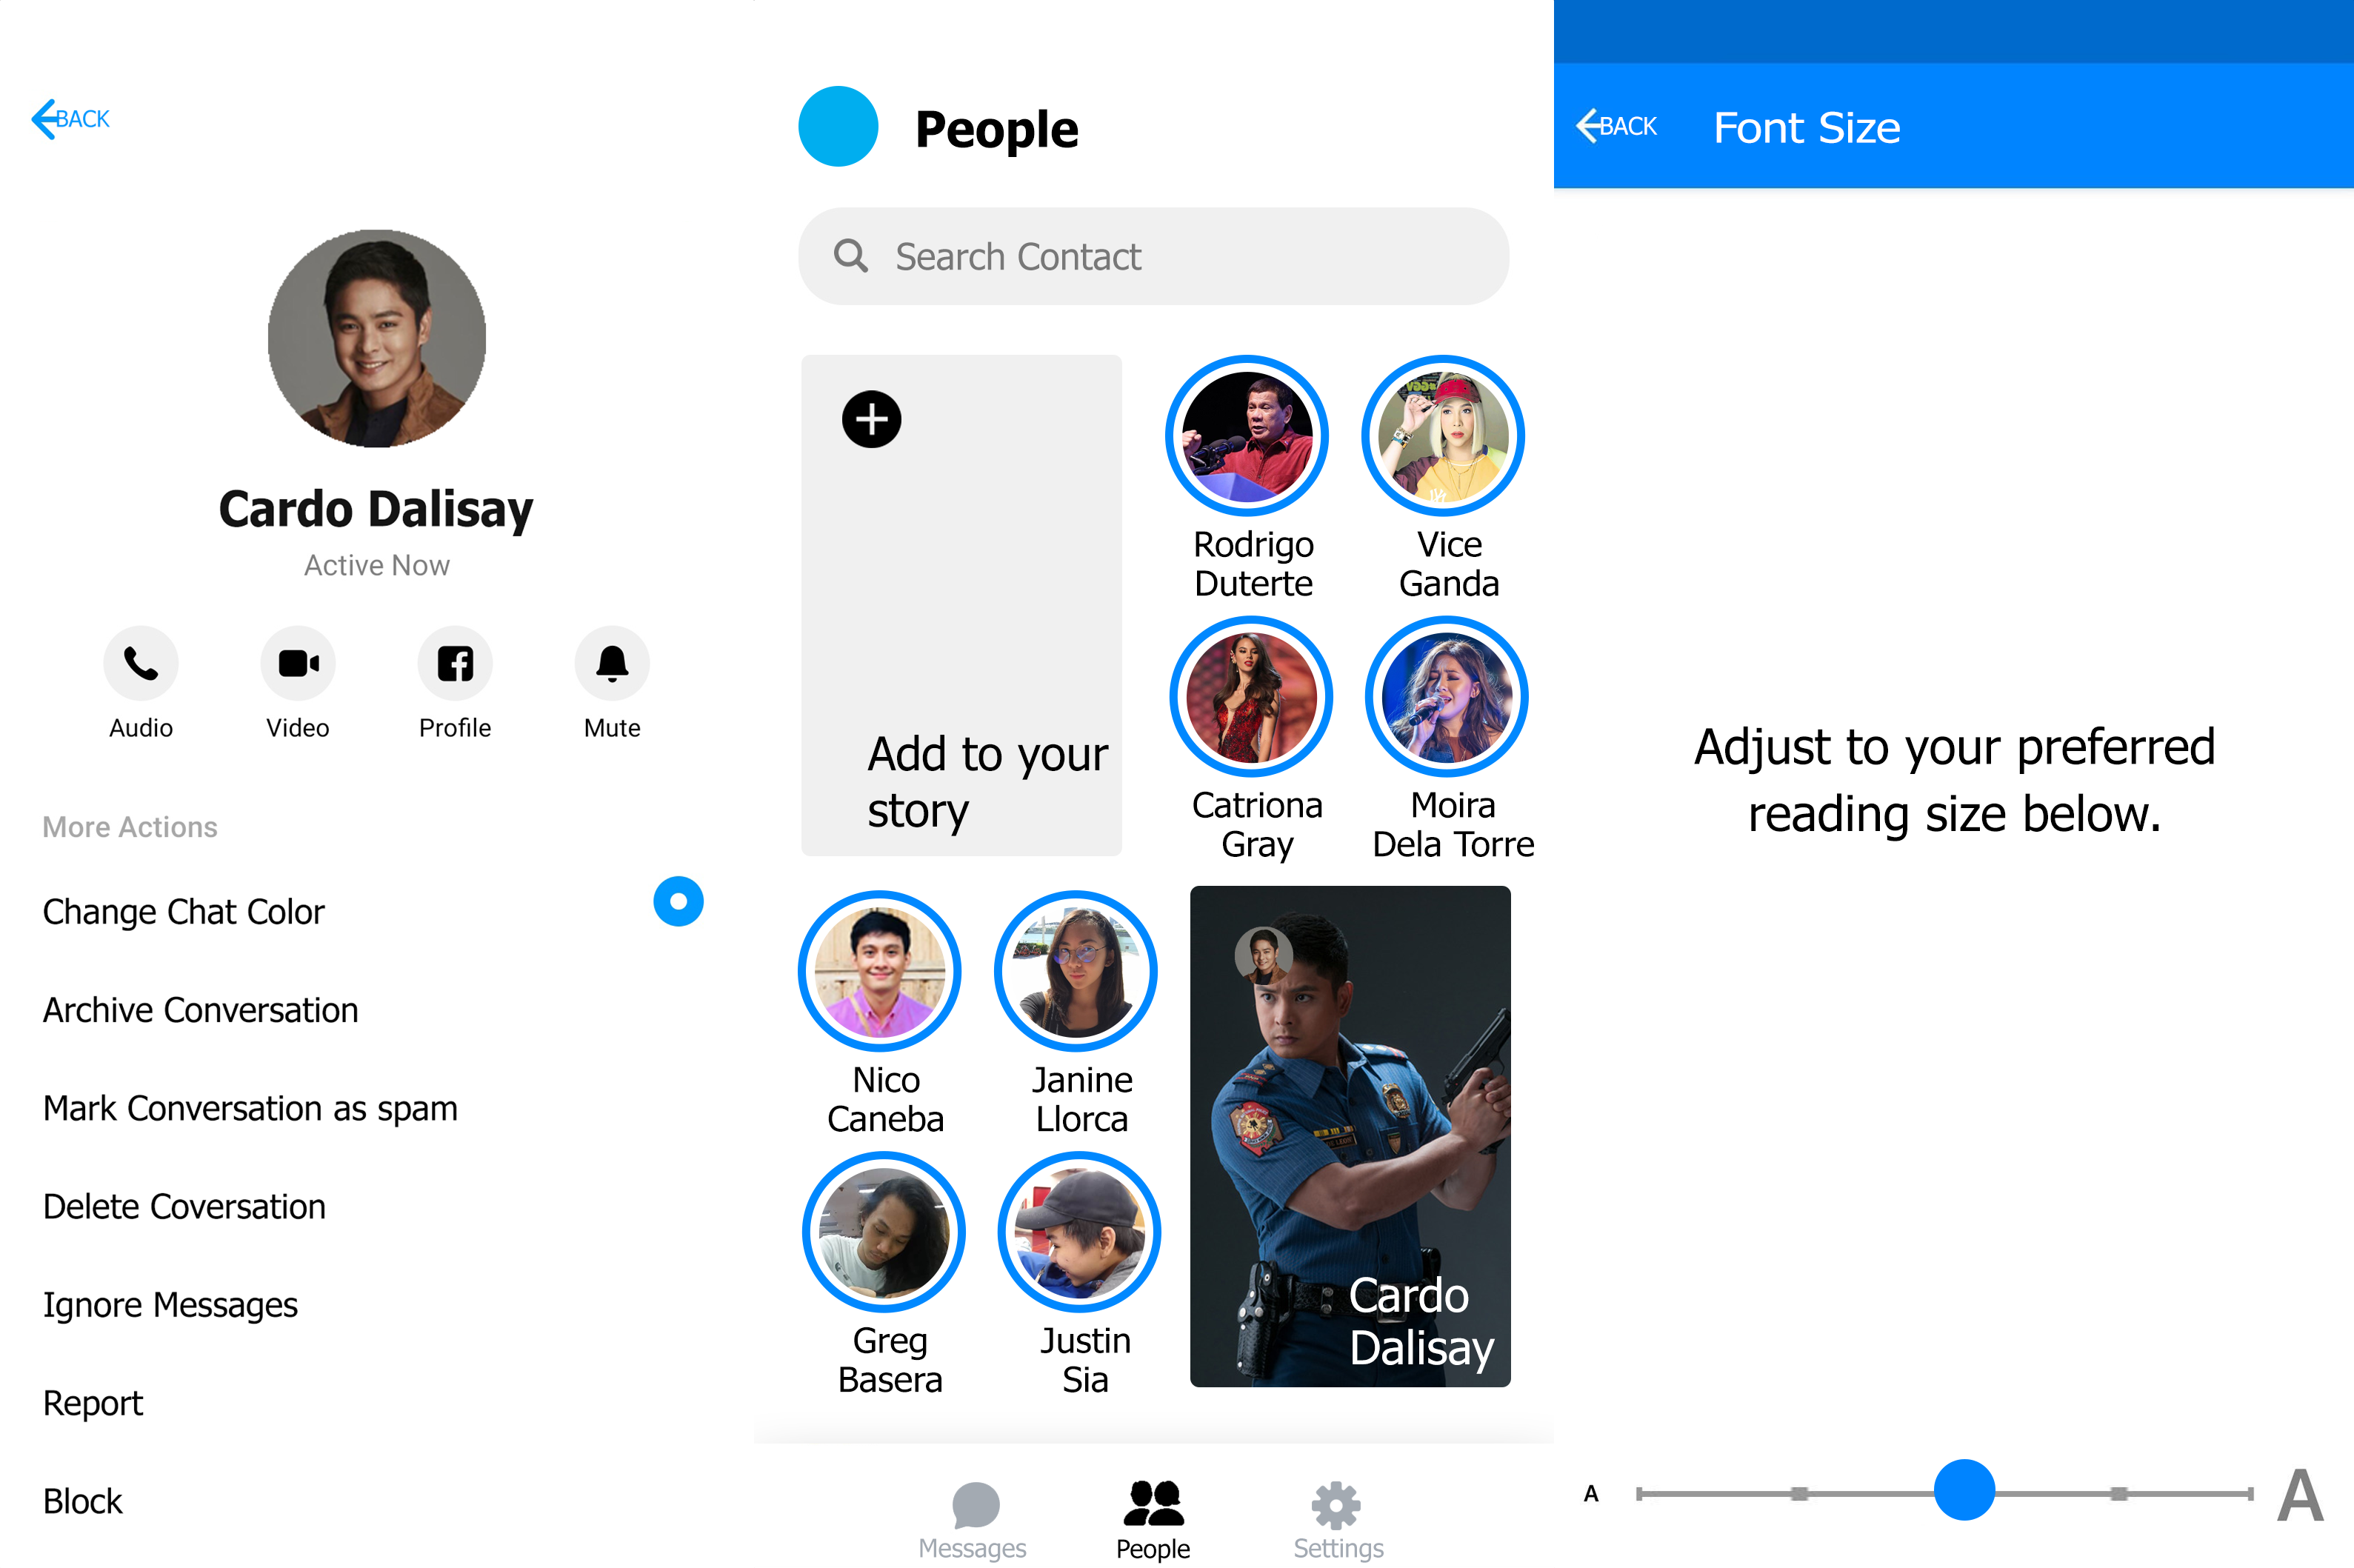 BACK
Cardo Dalisay
Active Now
Audio
Video
Profile
Mute
More Actions
Change Chat Color
Archive Conversation
Mark Conversation as spam
Delete Coversation
Ignore Messages
Report
Block
People
Search Contact
Add to your
story
Rodrigo
Duterte
Vice
Ganda
Catriona
Gray
Moira
Dela Torre
Nico
Caneba
Janine
Llorca
Greg
Basera
Justin
Sia
Cardo
Dalisay
Messages
People
Settings
BACK
Font Size
Adjust to your preferred
reading size below.
A
A